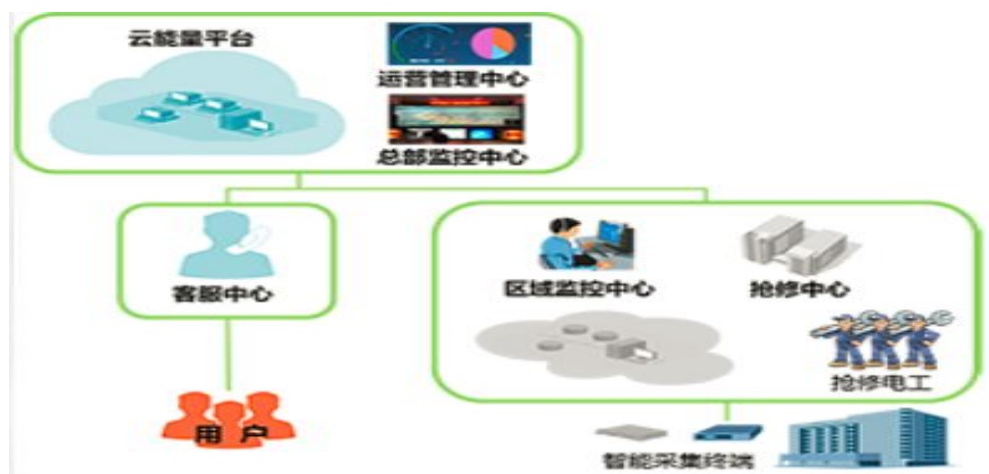 云能量平台
运营管理中心
总部监控中心
客服中心
区域监控中心
抢修中心
抢修电工
用户
智能采集终端